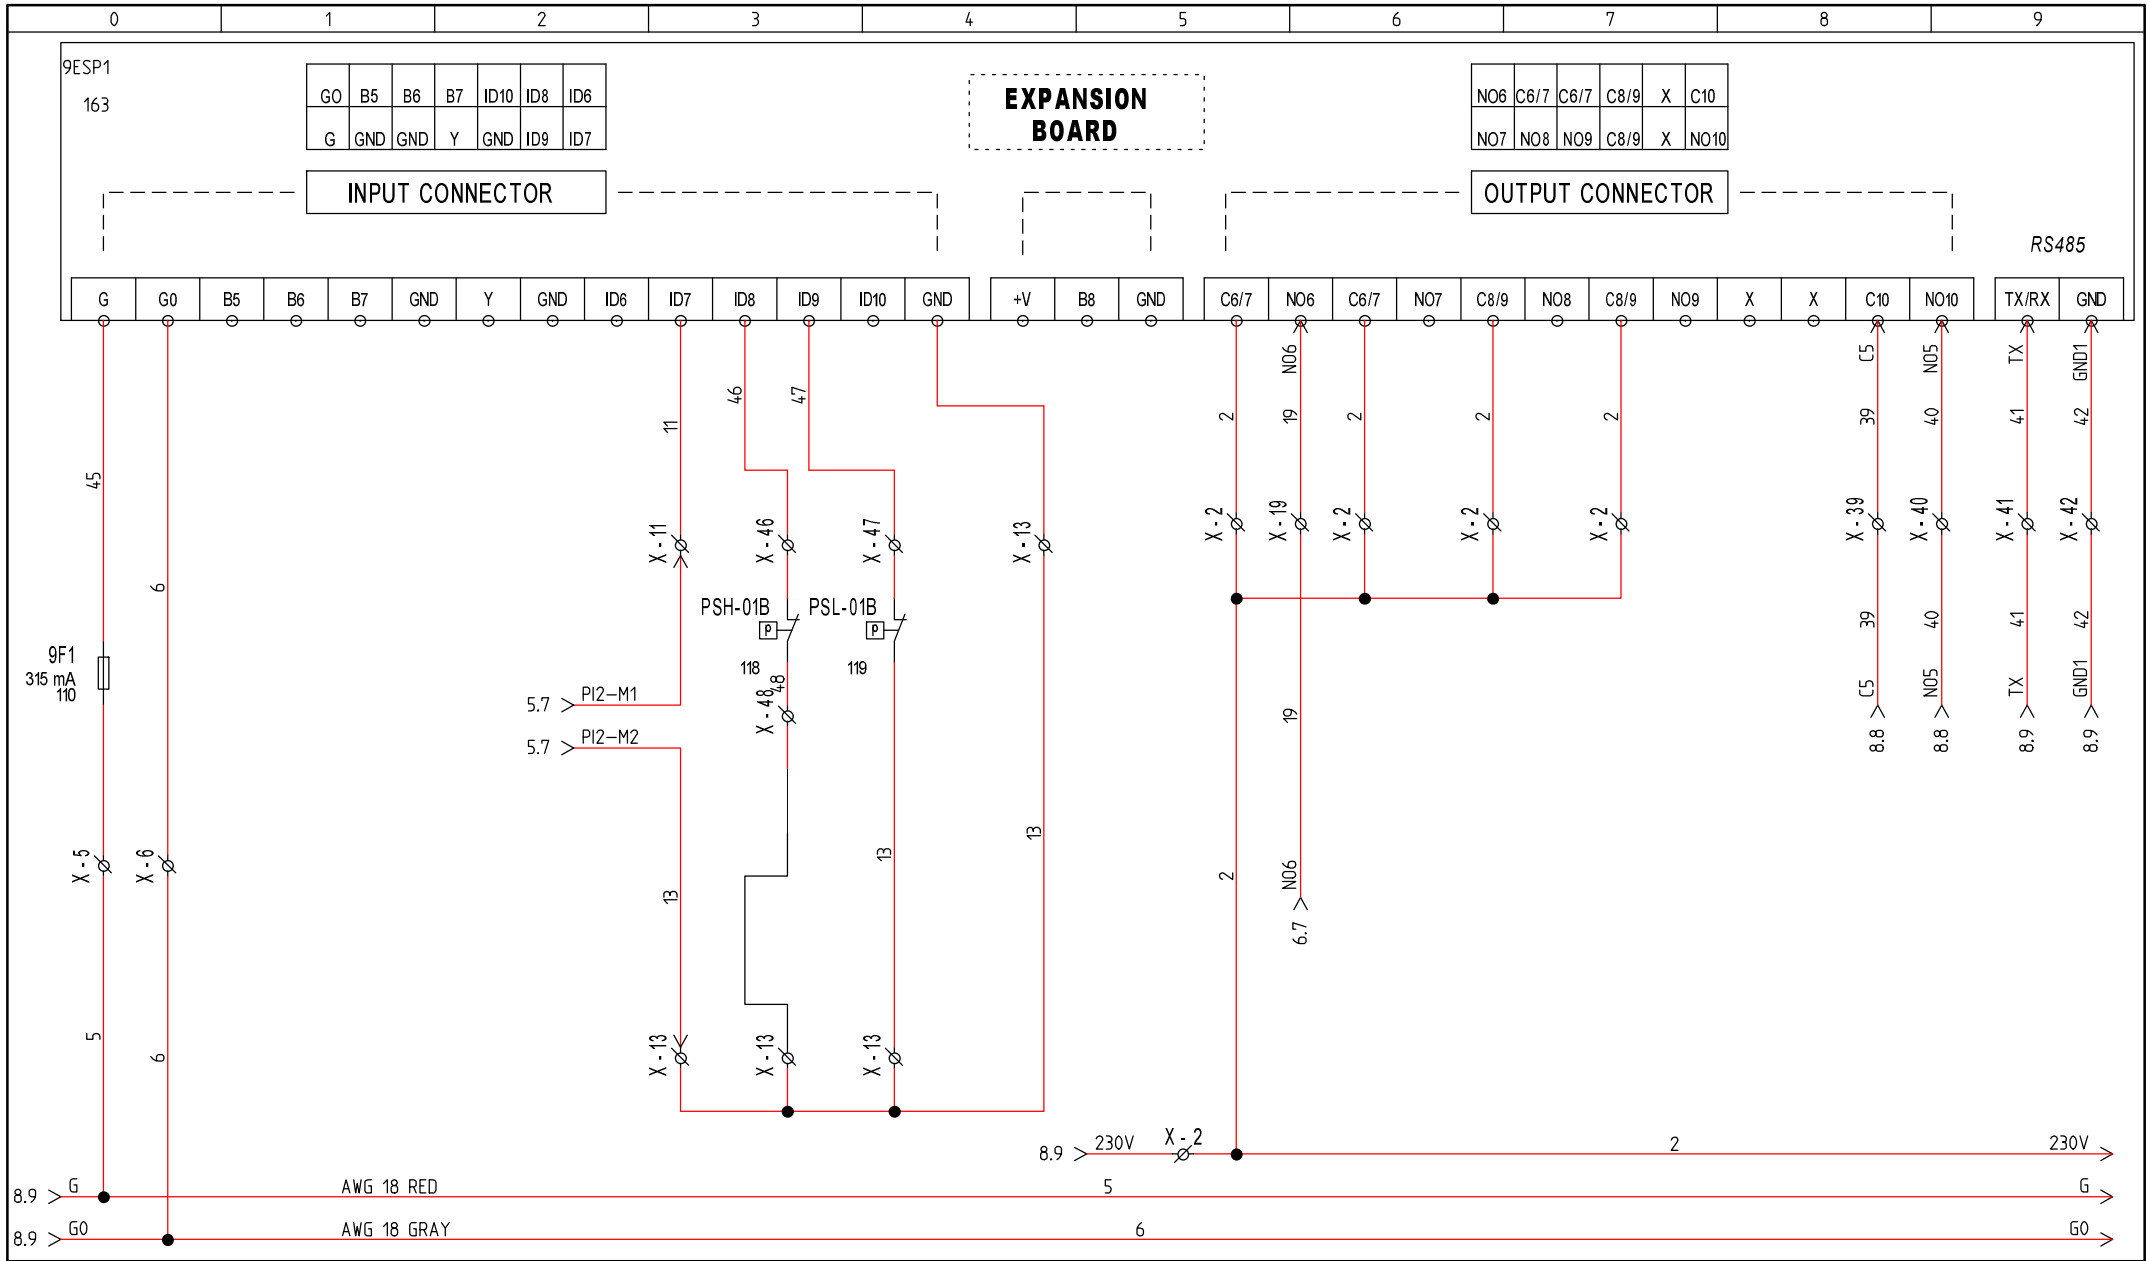 0 1 2 3 4 5 6 7 8 9
9ESP1
163
G0 B5 B6 B7 ID10 ID8 ID6
G GND GND Y GND ID9 ID7
EXPANSION
BOARD
NO6 C6/7 C6/7 C8/9 X C10
NO7 NO8 NO9 C8/9 X NO10
INPUT CONNECTOR
OUTPUT CONNECTOR
RS485
G G0 B5 B6 B7 GND Y GND ID6 ID7 ID8 ID9 ID10 GND +V B8 GND C6/7 NO6 C6/7 NO7 C8/9 NO8 C8/9 NO9 X X C10 NO10 TX/RX GND
NO6 C5 NO5 TX GND1
45 6 11 46 47 2 19 2 2 2 39 40 41 42
X-11 X-46 X-47 X-13 X-2 X-19 X-2 X-2 X-2 X-39 X-40 X-41 X-42
PSH-01B PSL-01B
P P
118 119
48
X-48
39 40 41 42
9F1
315 mA
110
5.7 PI2-M1
5.7 PI2-M2
19
C5 NO5 TX GND1
8.8 8.8 8.9 8.9
X-5 X-6
13 13 13
2 NO6
6.7
5 6
X-13 X-13 X-13
8.9 230V X-2 2 230V
8.9 G AWG 18 RED 5 G
8.9 G0 AWG 18 GRAY 6 G0